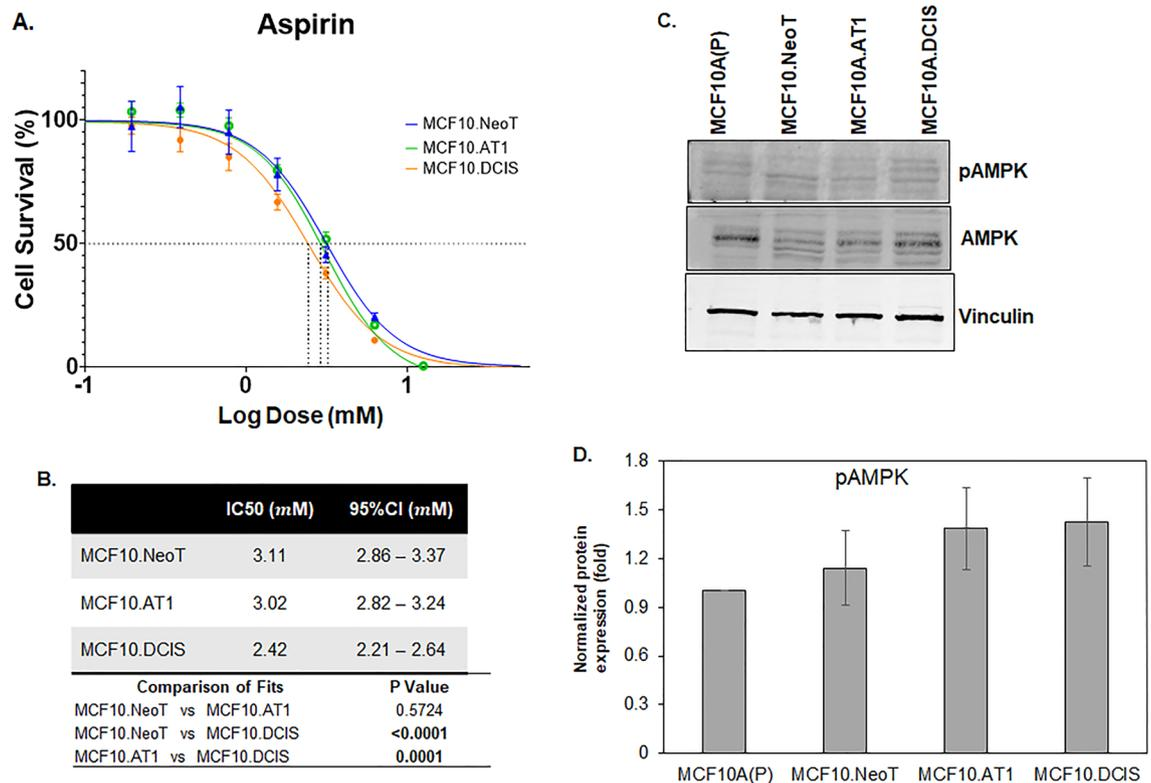 A.
Aspirin
Cell Survival (%)
100
50
0
-1
0
1
Log Dose (mM)
MCF10.NeoT
MCF10.AT1
MCF10.DCIS
B.
IC50 (mM) 95%CI (mM)
MCF10.NeoT 3.11 2.86 – 3.37
MCF10.AT1 3.02 2.82 – 3.24
MCF10.DCIS 2.42 2.21 – 2.64
Comparison of Fits P Value
MCF10.NeoT vs MCF10.AT1 0.5724
MCF10.NeoT vs MCF10.DCIS <0.0001
MCF10.AT1 vs MCF10.DCIS 0.0001
C.
MCF10A(P)
MCF10.NeoT
MCF10A.AT1
MCF10A.DCIS
pAMPK
AMPK
Vinculin
D.
pAMPK
Normalized protein
expression (fold)
1.8
1.5
1.2
0.9
0.6
0.3
0
MCF10A(P)
MCF10.NeoT
MCF10.AT1
MCF10.DCIS